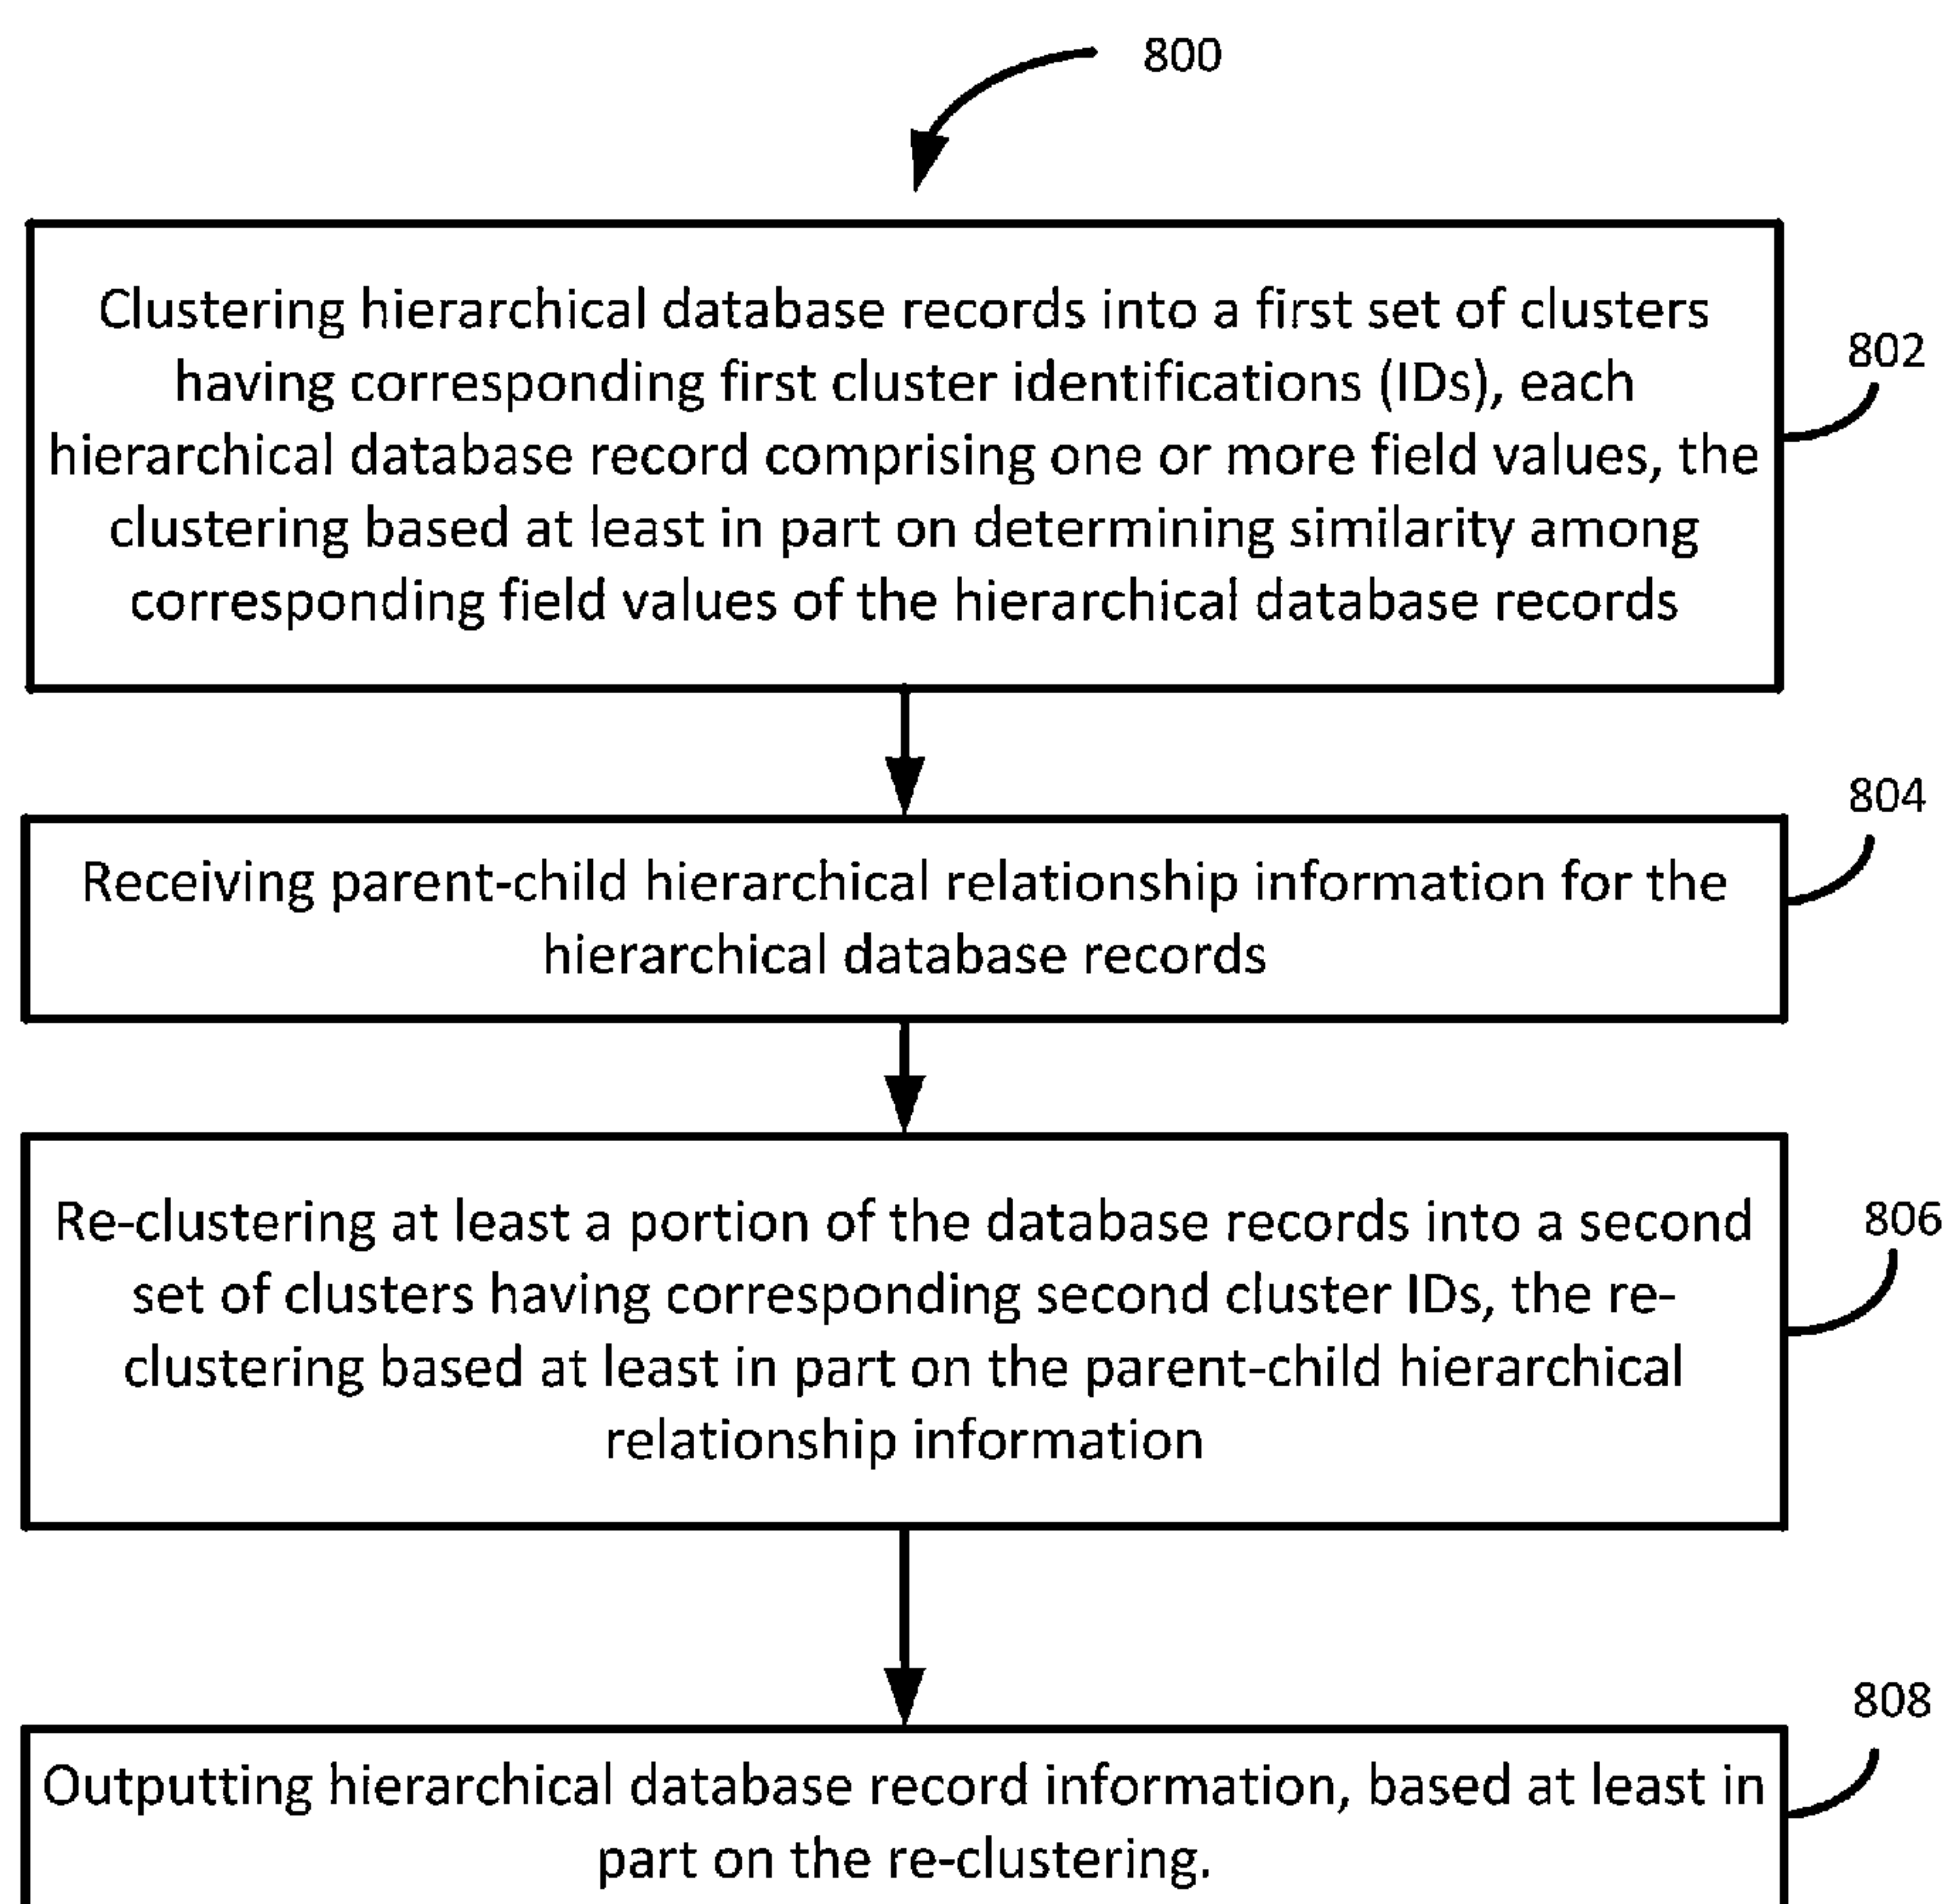 800
Clustering hierarchical database records into a first set of clusters
having corresponding first cluster identifications (IDs), each
hierarchical database record comprising one or more field values, the
clustering based at least in part on determining similarity among
corresponding field values of the hierarchical database records
802
Receiving parent-child hierarchical relationship information for the
hierarchical database records
804
Re-clustering at least a portion of the database records into a second
set of clusters having corresponding second cluster IDs, the re-
clustering based at least in part on the parent-child hierarchical
relationship information
806
Outputting hierarchical database record information, based at least in
part on the re-clustering.
808